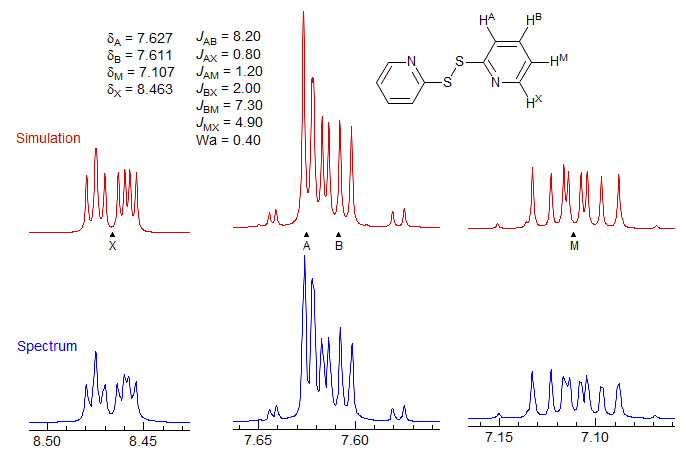 δA = 7.627
δB = 7.611
δM = 7.107
δX = 8.463
JAB = 8.20
JAX = 0.80
JAM = 1.20
JBX = 2.00
JBM = 7.30
JMX = 4.90
Wa = 0.40
HA
HB
HM
HX
N
S
S
N
Simulation
X
A
B
M
Spectrum
8.50
8.45
7.65
7.60
7.15
7.10